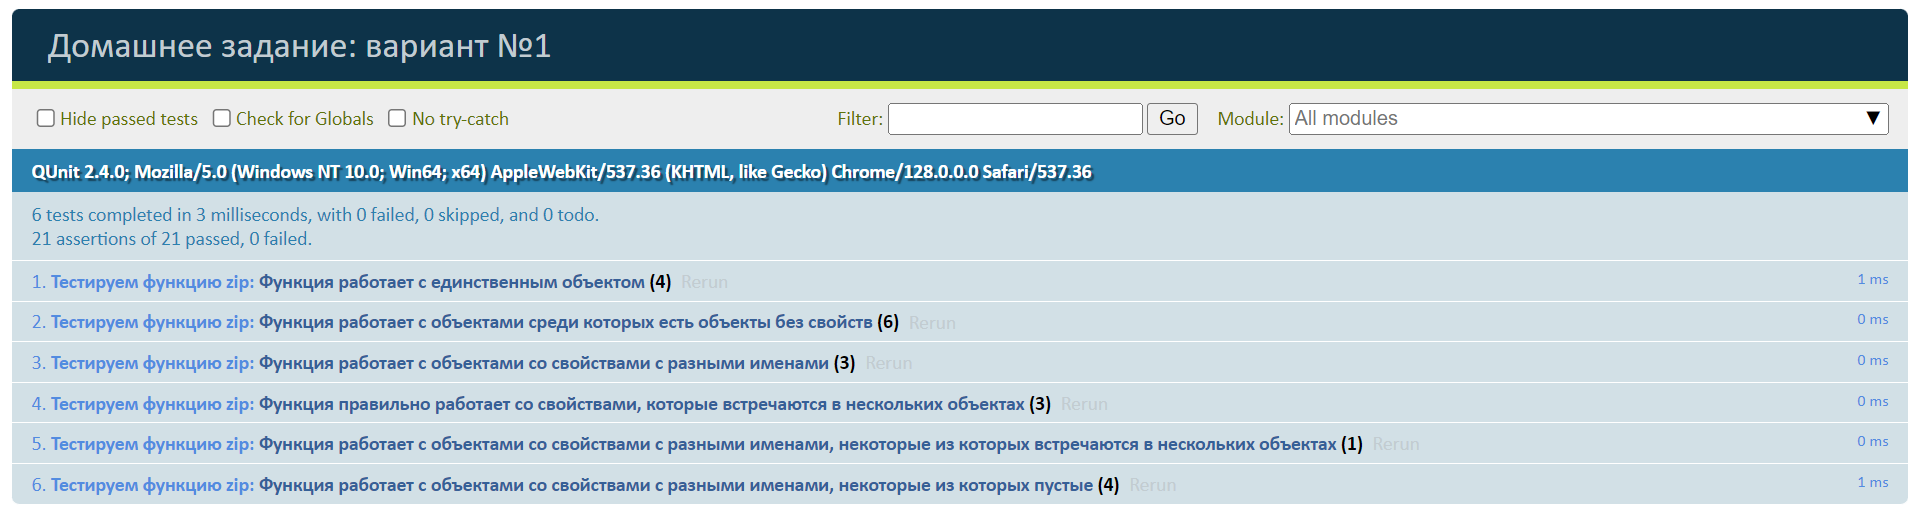 Домашнее задание: вариант №1
Hide passed tests Check for Globals No try-catch Filter: Go Module: All modules ▼
QUnit 2.4.0; Mozilla/5.0 (Windows NT 10.0; Win64; x64) AppleWebKit/537.36 (KHTML, like Gecko) Chrome/128.0.0.0 Safari/537.36
6 tests completed in 3 milliseconds, with 0 failed, 0 skipped, and 0 todo.
21 assertions of 21 passed, 0 failed.
1. Тестируем функцию zip: Функция работает с единственным объектом (4) Rerun 1 ms
2. Тестируем функцию zip: Функция работает с объектами среди которых есть объекты без свойств (6) Rerun 0 ms
3. Тестируем функцию zip: Функция работает с объектами со свойствами с разными именами (3) Rerun 0 ms
4. Тестируем функцию zip: Функция правильно работает со свойствами, которые встречаются в нескольких объектах (3) Rerun 0 ms
5. Тестируем функцию zip: Функция работает с объектами со свойствами с разными именами, некоторые из которых встречаются в нескольких объектах (1) Rerun 0 ms
6. Тестируем функцию zip: Функция работает с объектами со свойствами с разными именами, некоторые из которых пустые (4) Rerun 1 ms